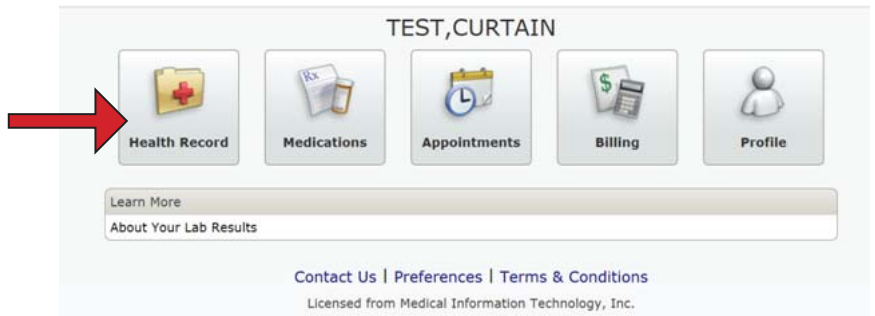 TEST,CURTAIN
Rx
$
Health Record Medications Appointments Billing Profile
Learn More
About Your Lab Results
Contact Us | Preferences | Terms & Conditions
Licensed from Medical Information Technology, Inc.